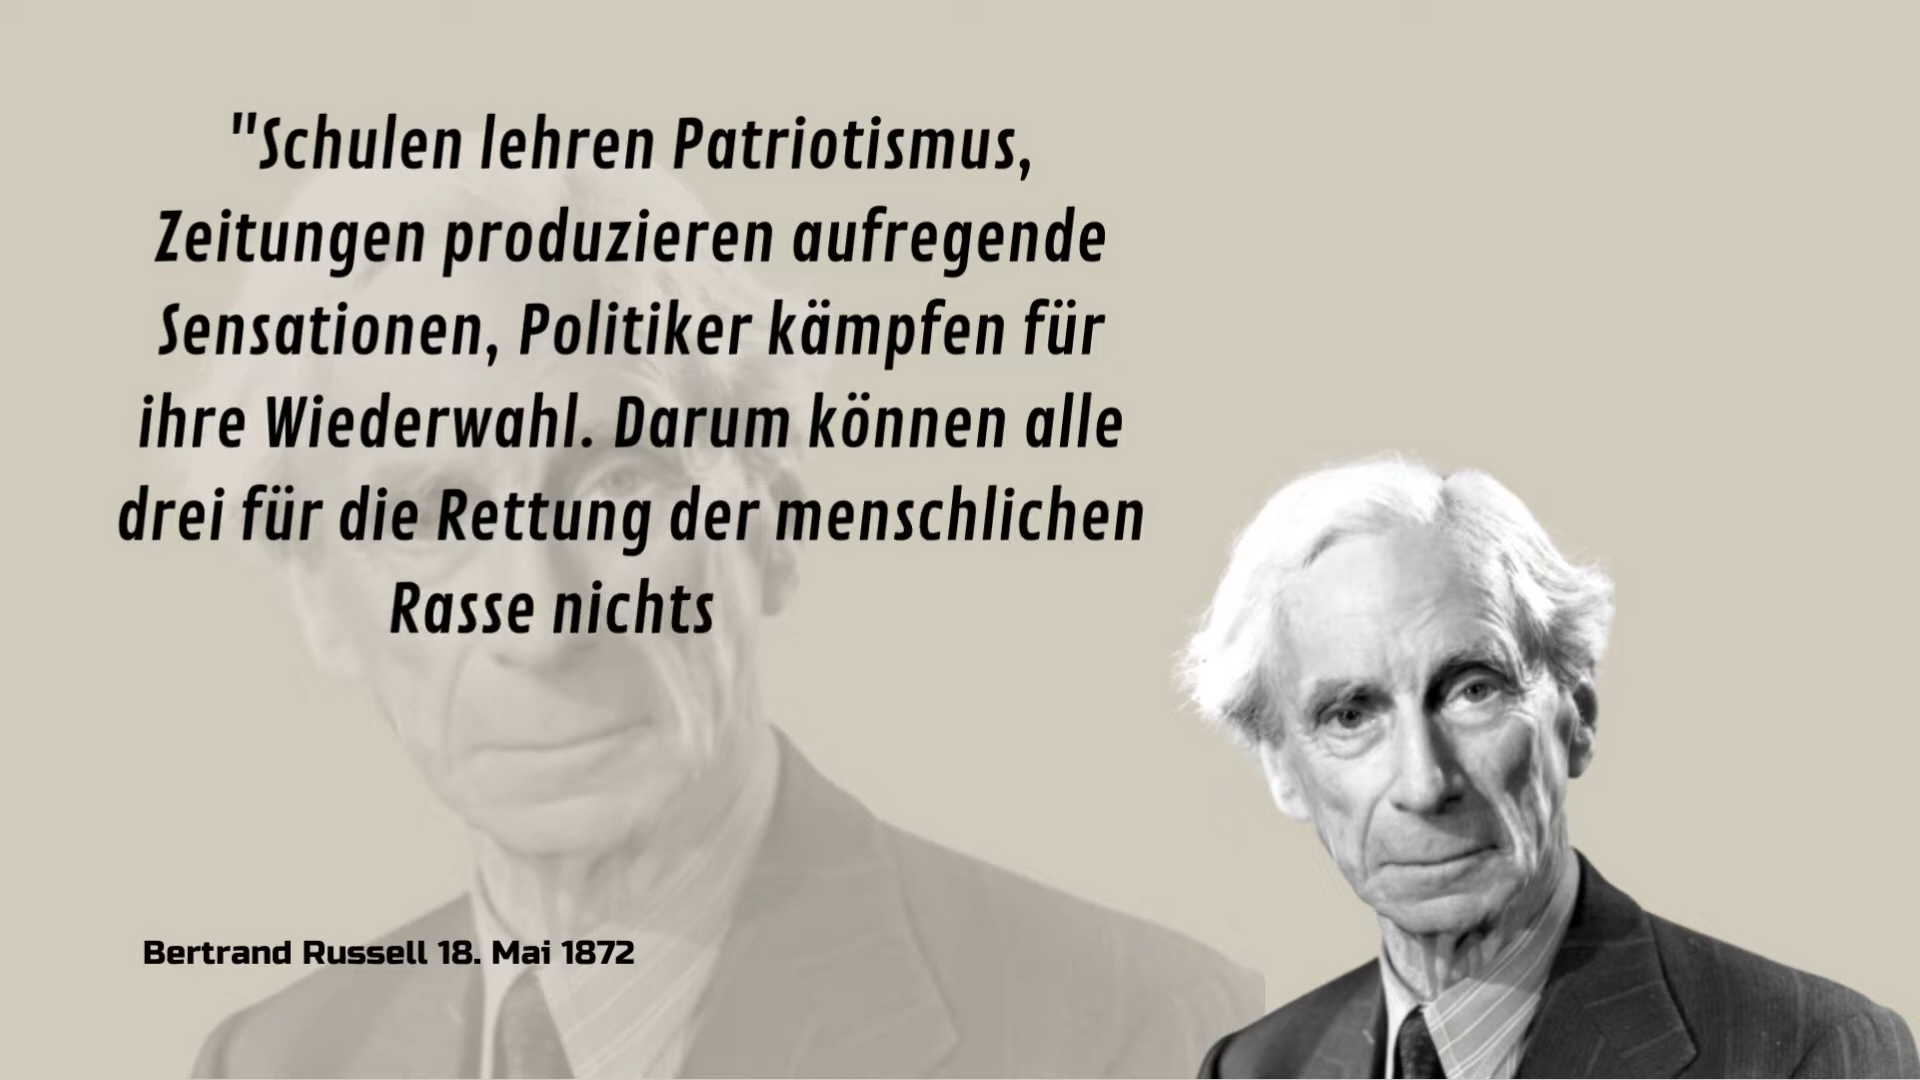 "Schulen lehren Patriotismus,
Zeitungen produzieren aufregende
Sensationen, Politiker kämpfen für
ihre Wiederwahl. Darum können alle
drei für die Rettung der menschlichen
Rasse nichts
Bertrand Russell 18. Mai 1872